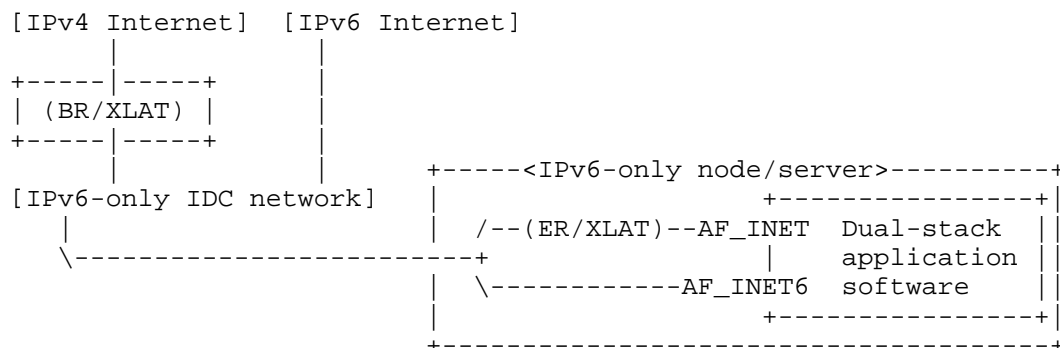 [IPv4 Internet] [IPv6 Internet]
(BR/XLAT)
<IPv6-only node/server>
[IPv6-only IDC network]
(ER/XLAT)--AF_INET Dual-stack
application
AF_INET6 software